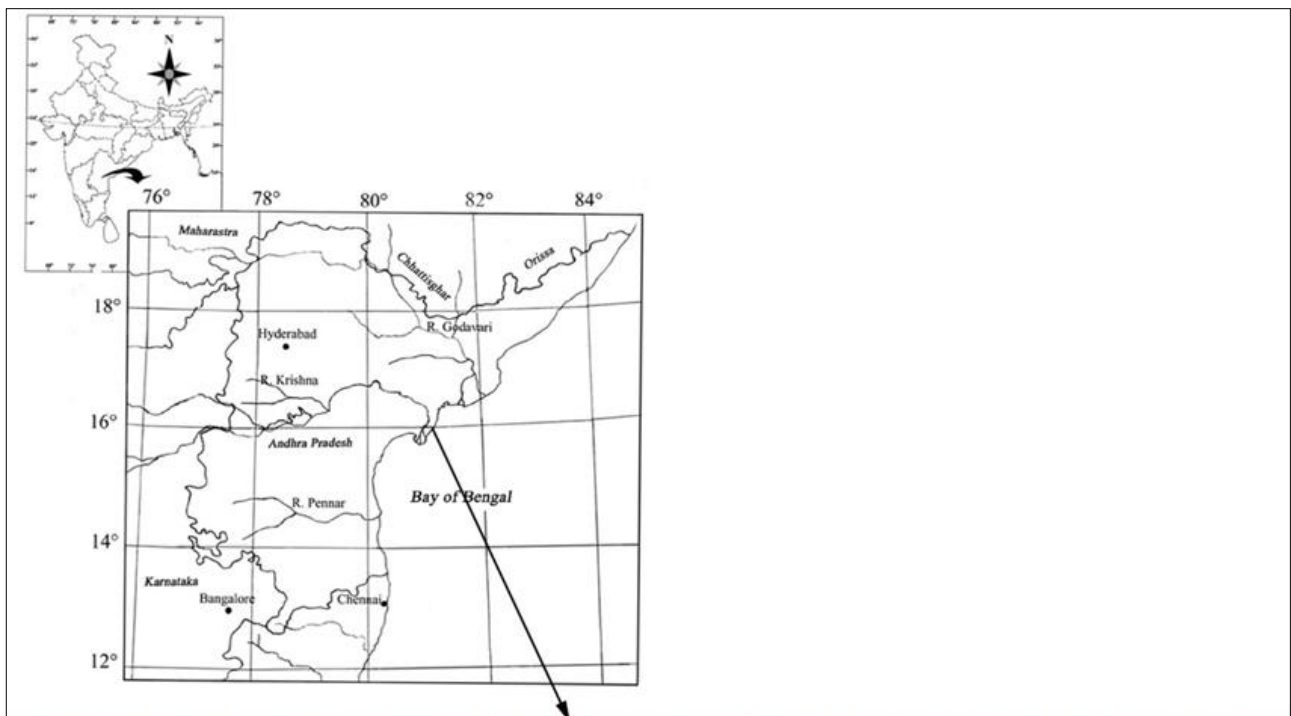 N
76° 78° 80° 82° 84°
Maharastra
Chhattisghar
Orissa
18°
R. Godavari
Hyderabad
R. Krishna
16°
Andhra Pradesh
Bay of Bengal
R. Pennar
14°
Karnataka
Bangalore
Chennai
12°